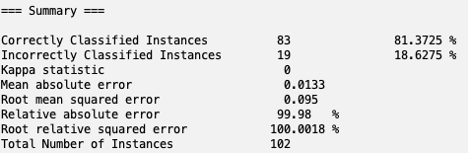 === Summary ===
Correctly Classified Instances 83 81.3725 %
Incorrectly Classified Instances 19 18.6275 %
Kappa statistic 0
Mean absolute error 0.0133
Root mean squared error 0.095
Relative absolute error 99.98 %
Root relative squared error 100.0018 %
Total Number of Instances 102